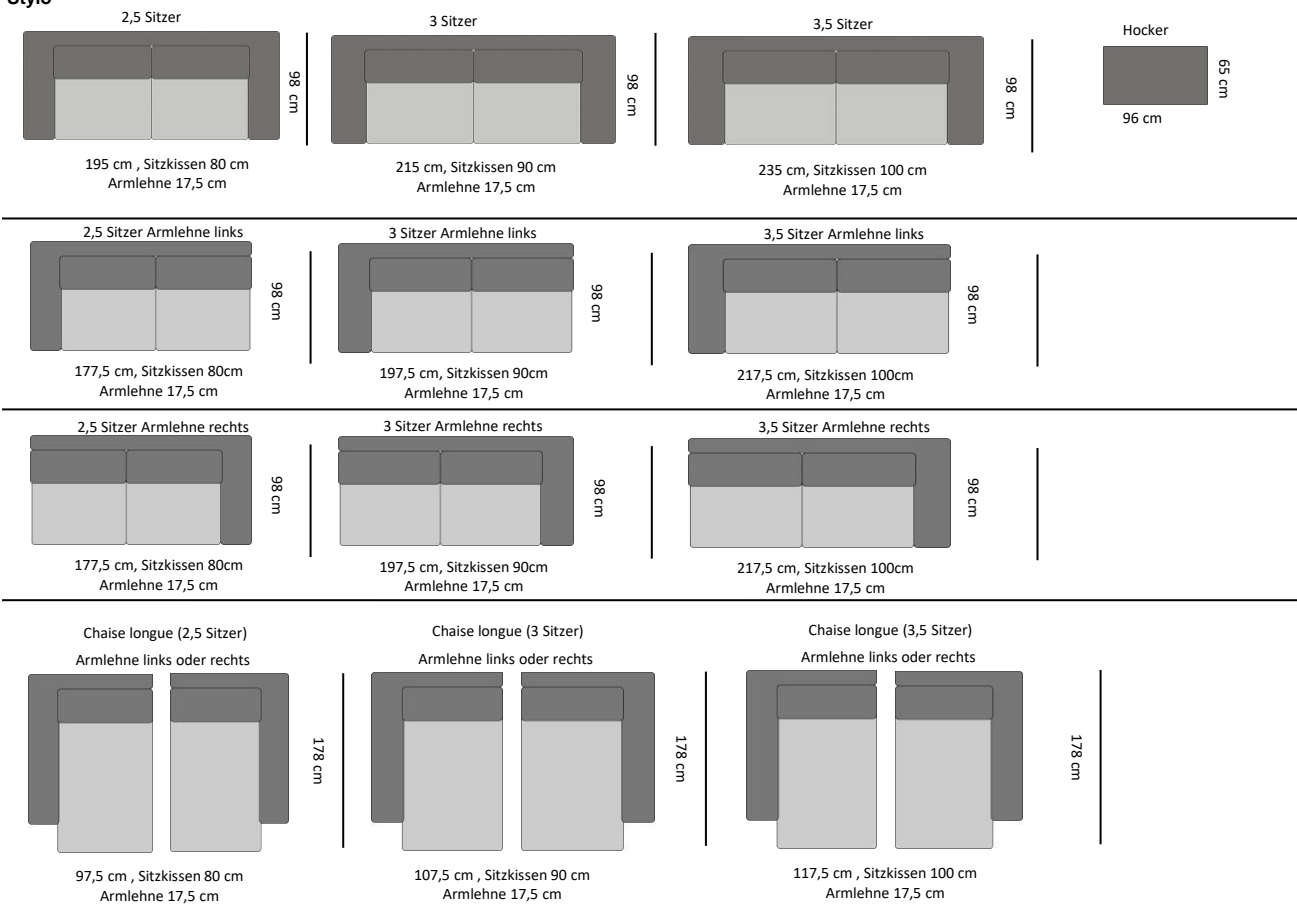 2,5 Sitzer
3 Sitzer
3,5 Sitzer
Hocker
98 cm
98 cm
98 cm
65 cm
96 cm
195 cm , Sitzkissen 80 cm
Armlehne 17,5 cm
215 cm, Sitzkissen 90 cm
Armlehne 17,5 cm
235 cm, Sitzkissen 100 cm
Armlehne 17,5 cm
2,5 Sitzer Armlehne links
3 Sitzer Armlehne links
3,5 Sitzer Armlehne links
98 cm
98 cm
98 cm
177,5 cm, Sitzkissen 80cm
Armlehne 17,5 cm
197,5 cm, Sitzkissen 90cm
Armlehne 17,5 cm
217,5 cm, Sitzkissen 100cm
Armlehne 17,5 cm
2,5 Sitzer Armlehne rechts
3 Sitzer Armlehne rechts
3,5 Sitzer Armlehne rechts
98 cm
98 cm
98 cm
177,5 cm, Sitzkissen 80cm
Armlehne 17,5 cm
197,5 cm, Sitzkissen 90cm
Armlehne 17,5 cm
217,5 cm, Sitzkissen 100cm
Armlehne 17,5 cm
Chaise longue (2,5 Sitzer)
Armlehne links oder rechts
Chaise longue (3 Sitzer)
Armlehne links oder rechts
Chaise longue (3,5 Sitzer)
Armlehne links oder rechts
178 cm
178 cm
178 cm
97,5 cm , Sitzkissen 80 cm
Armlehne 17,5 cm
107,5 cm , Sitzkissen 90 cm
Armlehne 17,5 cm
117,5 cm , Sitzkissen 100 cm
Armlehne 17,5 cm